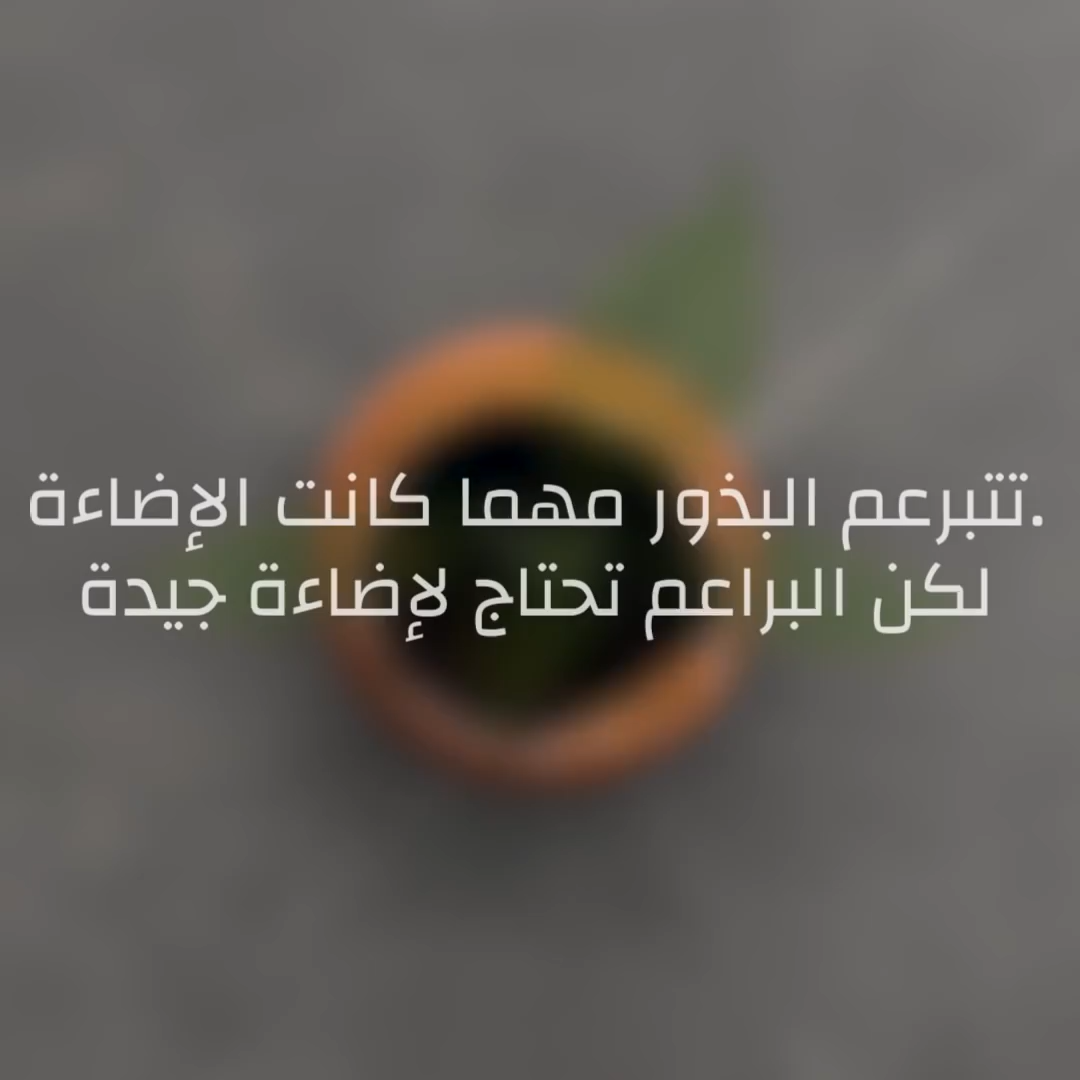 .تتبرعم البذور مهما كانت الإضاءة
لكن البراعم تحتاج لإضاءة جيدة